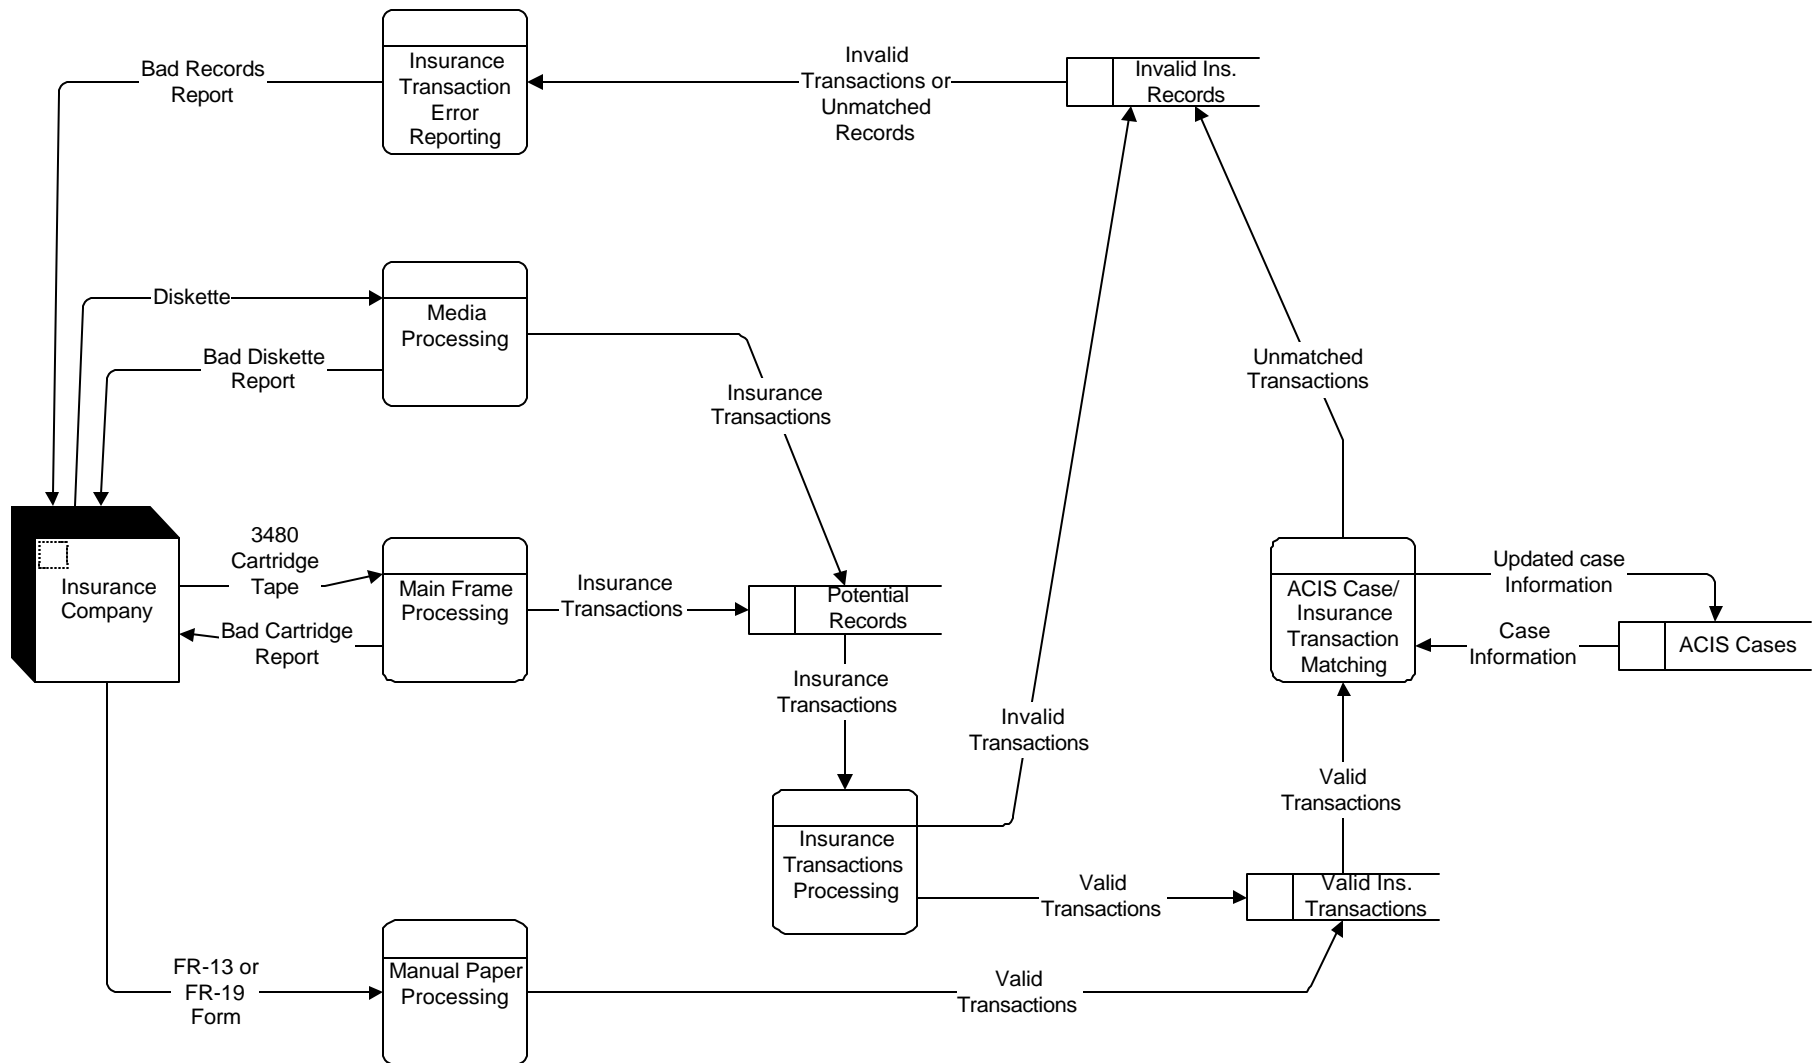 Bad Records
Report
Insurance
Transaction
Error
Reporting
Invalid
Transactions or
Unmatched
Records
Invalid Ins.
Records
Diskette
Media
Processing
Bad Diskette
Report
Insurance
Transactions
Unmatched
Transactions
Insurance
Company
3480
Cartridge
Tape
Bad Cartridge
Report
Main Frame
Processing
Insurance
Transactions
Potential
Records
Insurance
Transactions
ACIS Case/
Insurance
Transaction
Matching
Updated case
Information
Case
Information
ACIS Cases
Invalid
Transactions
Valid
Transactions
Insurance
Transactions
Processing
Valid
Transactions
Valid Ins.
Transactions
FR-13 or
FR-19
Form
Manual Paper
Processing
Valid
Transactions